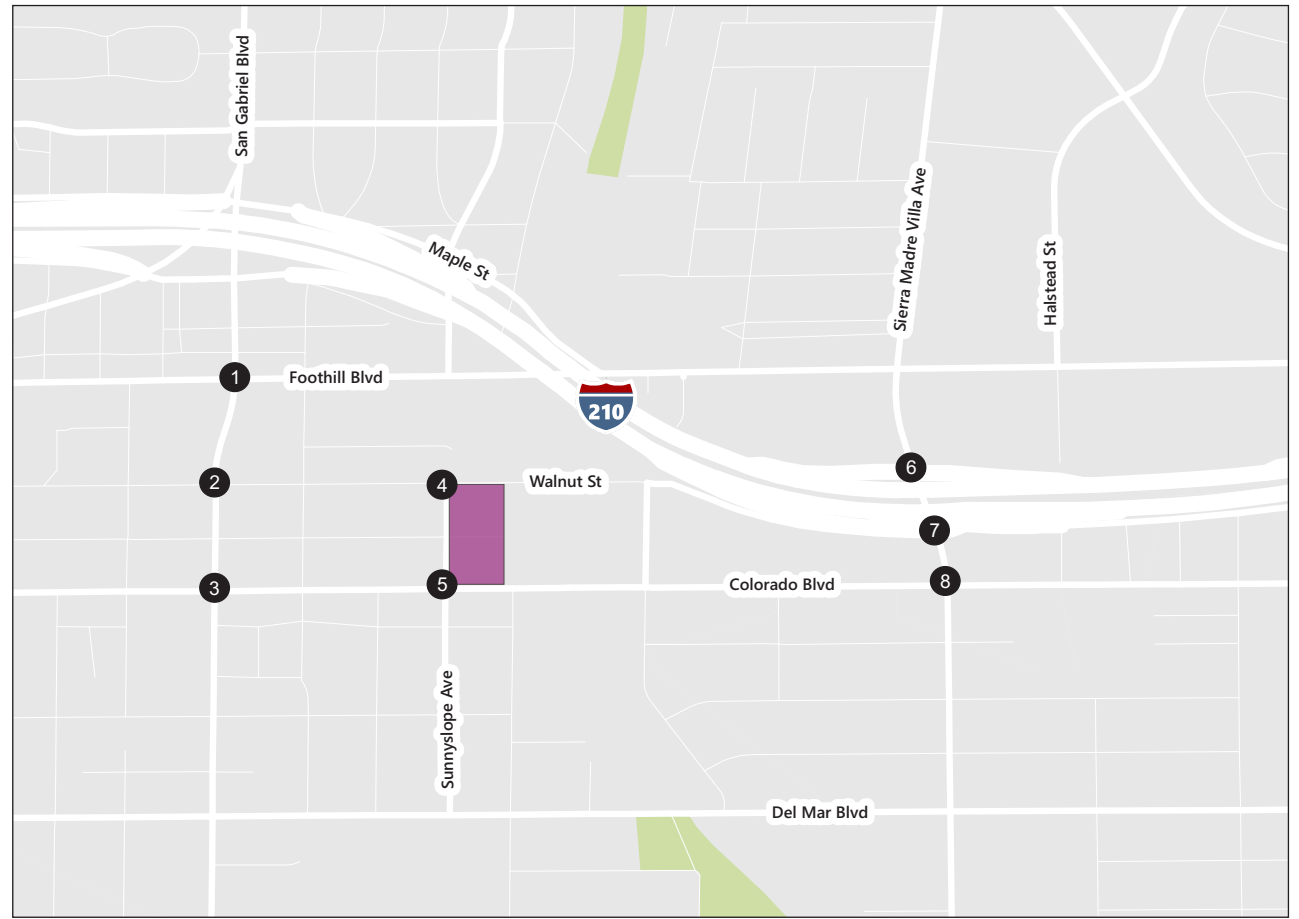 San Gabriel Blvd
Sierra Madre Villa Ave
Maple St
Halstead St
1
Foothill Blvd
210
6
2
4
Walnut St
7
3
5
Colorado Blvd
8
Sunnyslope Ave
Del Mar Blvd